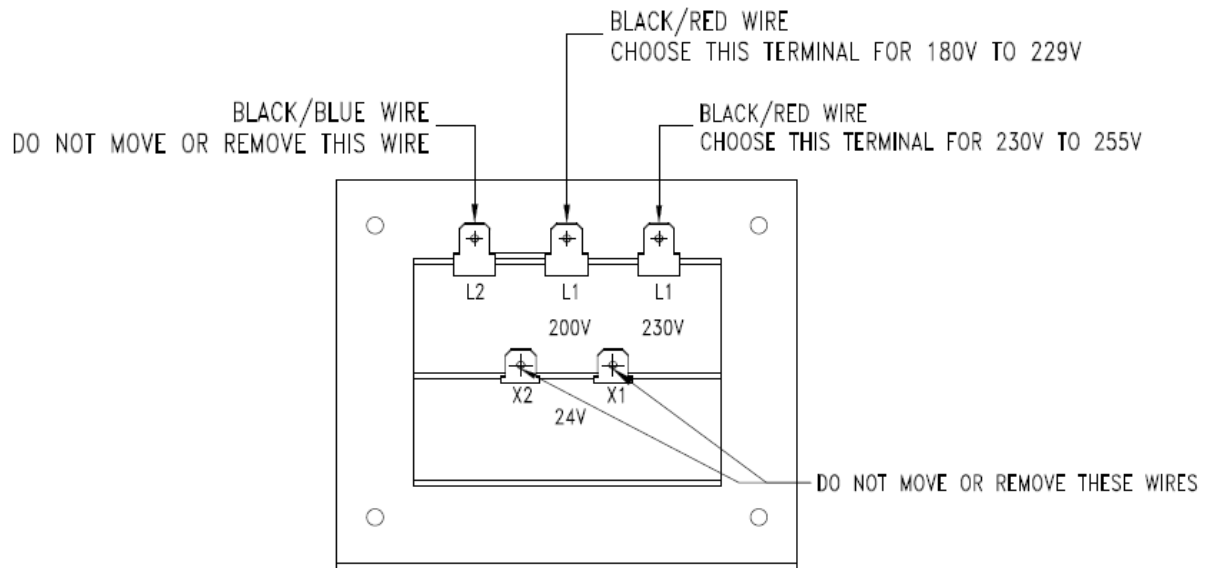 BLACK/RED WIRE
CHOOSE THIS TERMINAL FOR 180V TO 229V
BLACK/BLUE WIRE
DO NOT MOVE OR REMOVE THIS WIRE
BLACK/RED WIRE
CHOOSE THIS TERMINAL FOR 230V TO 255V
L2
L1
L1
200V
230V
X2
X1
24V
DO NOT MOVE OR REMOVE THESE WIRES